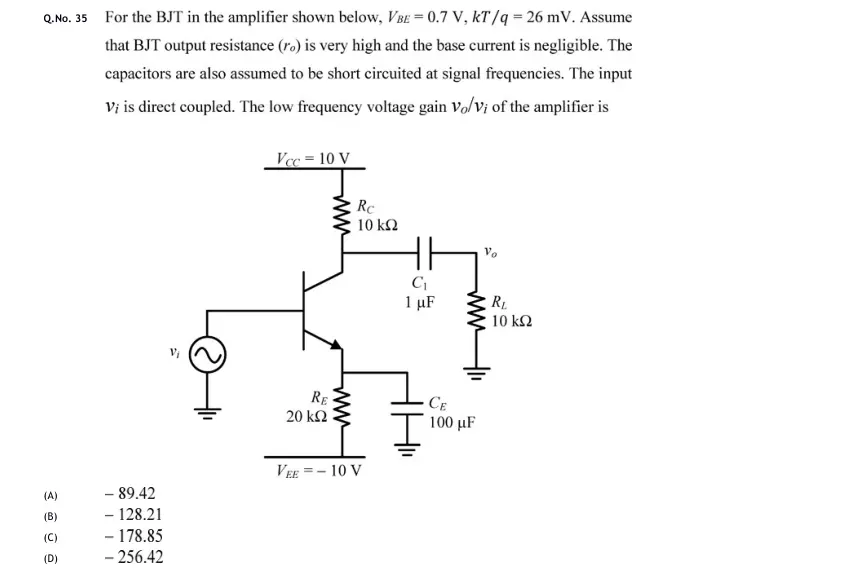 Q.No. 35 For the BJT in the amplifier shown below, VBE = 0.7 V, kT/q = 26 mV. Assume
that BJT output resistance (ro) is very high and the base current is negligible. The
capacitors are also assumed to be short circuited at signal frequencies. The input
vi is direct coupled. The low frequency voltage gain vo/vi of the amplifier is
VCC = 10 V
RC
10 kΩ
vo
C1
1 μF
RL
10 kΩ
vi
RE
20 kΩ
CE
100 μF
VEE = – 10 V
(A) – 89.42
(B) – 128.21
(C) – 178.85
(D) – 256.42